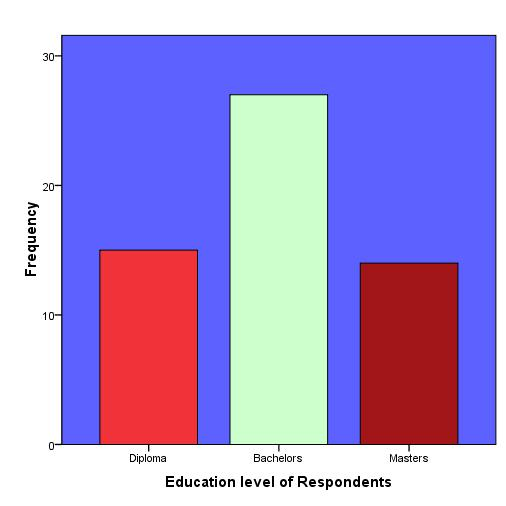 30
20
10
0
Frequency
Diploma
Bachelors
Masters
Education level of Respondents